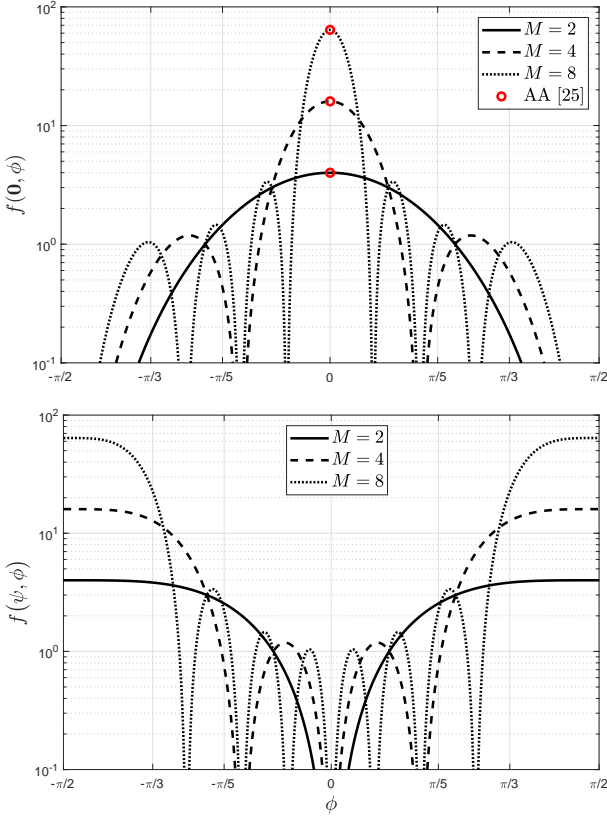 10^2
10^1
10^0
10^-1
f(0, ϕ)
M = 2
M = 4
M = 8
AA [25]
-π/2
-π/3
-π/5
0
π/5
π/3
π/2
10^2
10^1
10^0
10^-1
f(ψ, ϕ)
M = 2
M = 4
M = 8
-π/2
-π/3
-π/5
0
π/5
π/3
π/2
ϕ